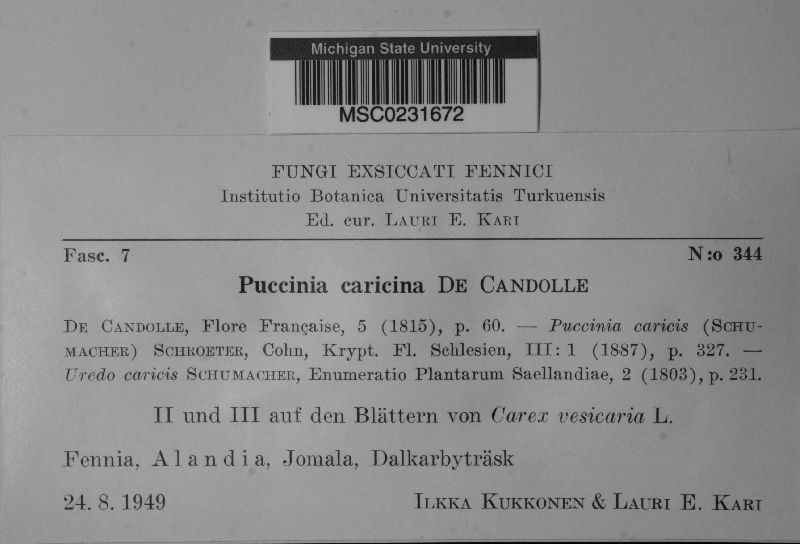 Michigan State University
MSC0231672
FUNGI EXSICCATI FENNICI
Institutio Botanica Universitatis Turkuensis
Ed. cur. LAURI E. KARI
Fasc. 7 N:o 344
Puccinia caricina DE CANDOLLE
DE CANDOLLE, Flore Française, 5 (1815), p. 60. — Puccinia caricis (SCHU-
MACHER) SCHROETER, Cohn, Krypt. Fl. Schlesien, III: 1 (1887), p. 327. —
Uredo caricis SCHUMACHER, Enumeratio Plantarum Saellandiae, 2 (1803), p. 231.
II und III auf den Blättern von Carex vesicaria L.
Fennia, Alandia, Jomala, Dalkarbyträsk
24. 8. 1949 ILKKA KUKKONEN & LAURI E. KARI